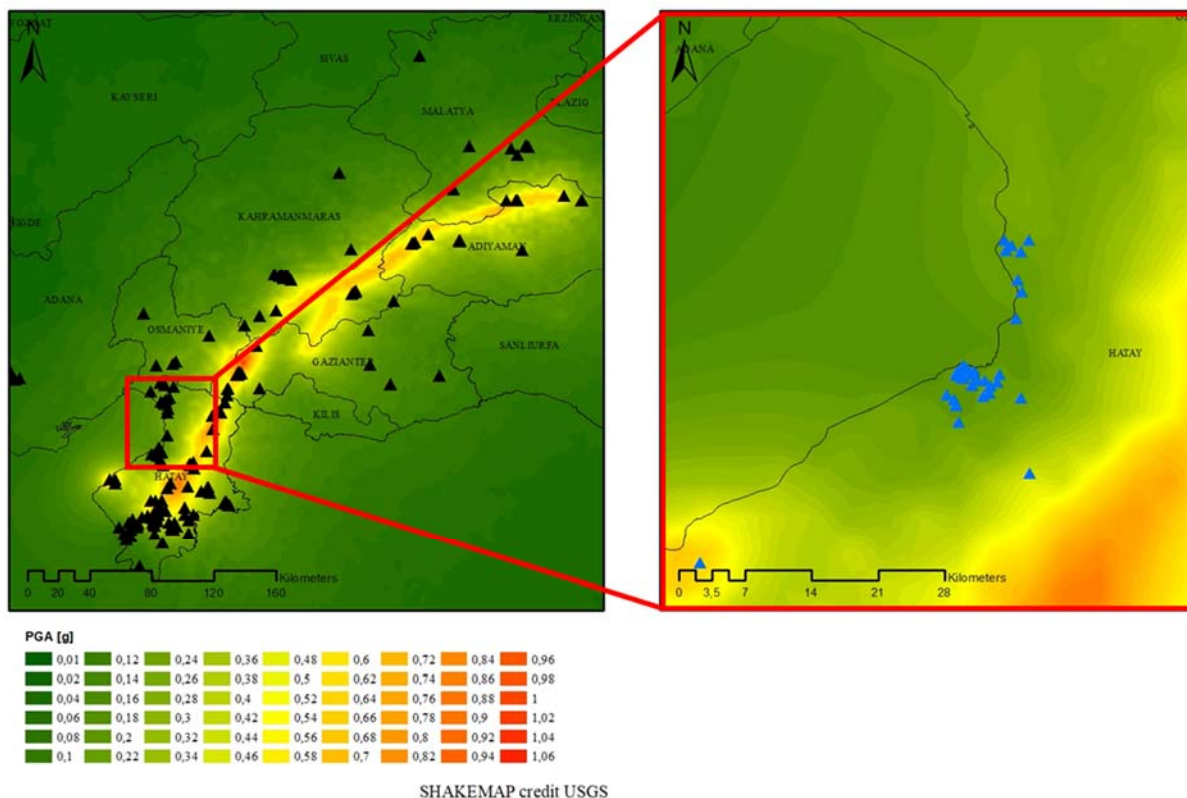 N
KAYSERI
SIVAS
ERZINCAN
MALATYA
KAHRAMANMARAS
ADIYAMAN
ADANA
OSMANIYE
SANLIURFA
GAZIANTEP
KILIS
HATAY
Kilometers
0 20 40 80 120 160
N
ADANA
HATAY
Kilometers
0 3,5 7 14 21 28
PGA [g]
0,01 0,12 0,24 0,36 0,48 0,6 0,72 0,84 0,96
0,02 0,14 0,26 0,38 0,5 0,62 0,74 0,86 0,98
0,04 0,16 0,28 0,4 0,52 0,64 0,76 0,88 1
0,06 0,18 0,3 0,42 0,54 0,66 0,78 0,9 1,02
0,08 0,2 0,32 0,44 0,56 0,68 0,8 0,92 1,04
0,1 0,22 0,34 0,46 0,58 0,7 0,82 0,94 1,06
SHAKEMAP credit USGS